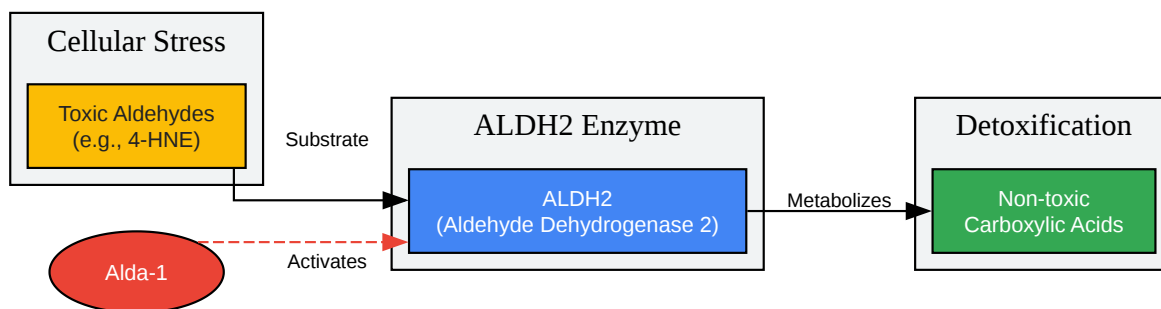 Cellular Stress
Toxic Aldehydes
(e.g., 4-HNE)
Substrate
ALDH2 Enzyme
ALDH2
(Aldehyde Dehydrogenase 2)
Metabolizes
Detoxification
Non-toxic
Carboxylic Acids
Alda-1
Activates